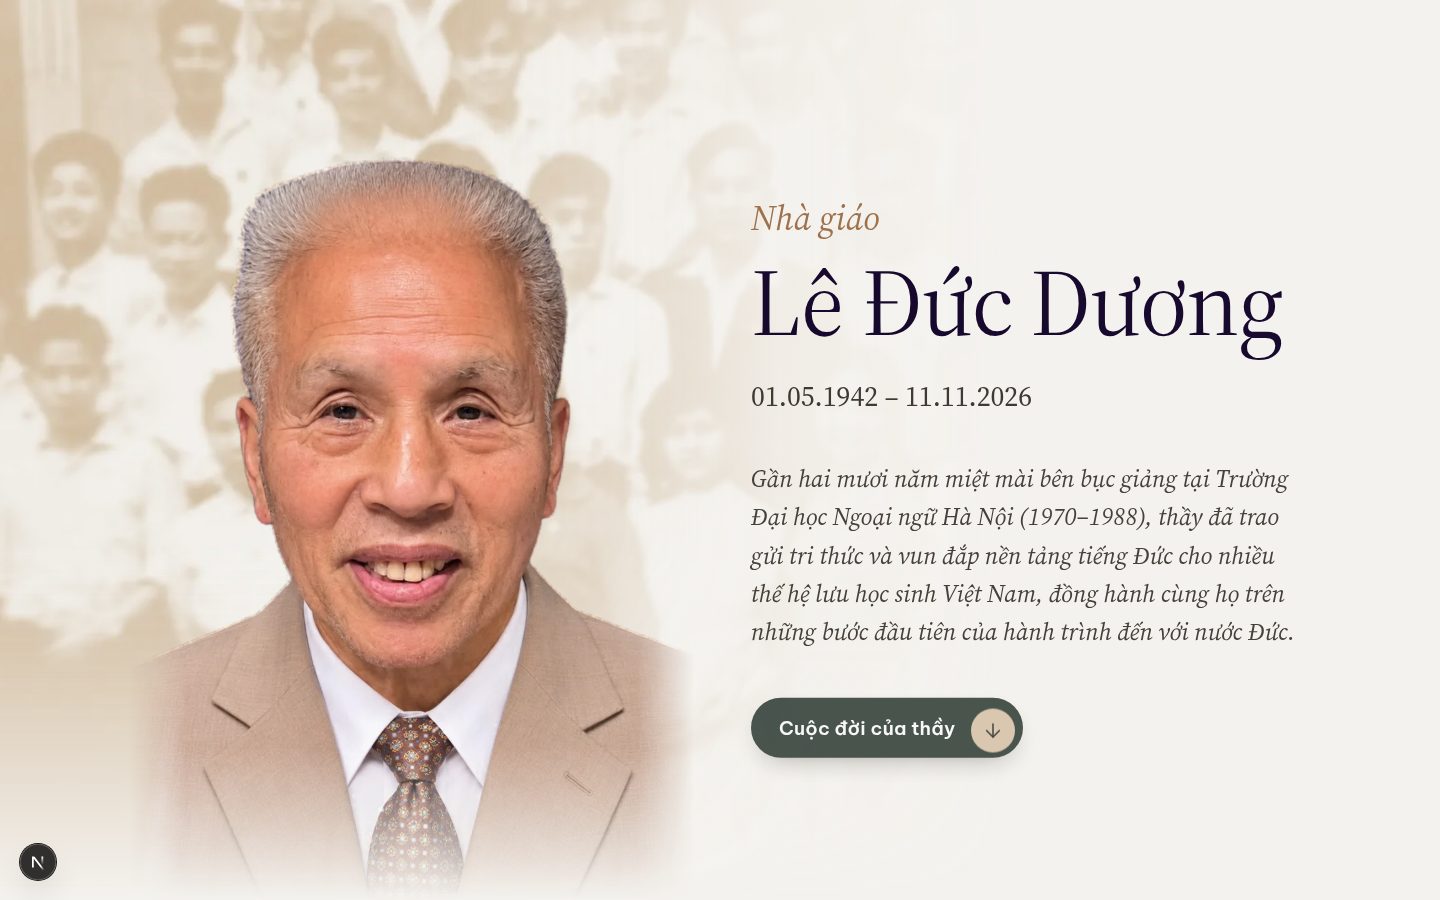 Nhà giáo
Lê Đức Dương
01.05.1942 – 11.11.2026
Gần hai mươi năm miệt mài bên bục giảng tại Trường
Đại học Ngoại ngữ Hà Nội (1970–1988), thầy đã trao
gửi tri thức và vun đắp nền tảng tiếng Đức cho nhiều
thế hệ lưu học sinh Việt Nam, đồng hành cùng họ trên
những bước đầu tiên của hành trình đến với nước Đức.
Cuộc đời của thầy
N